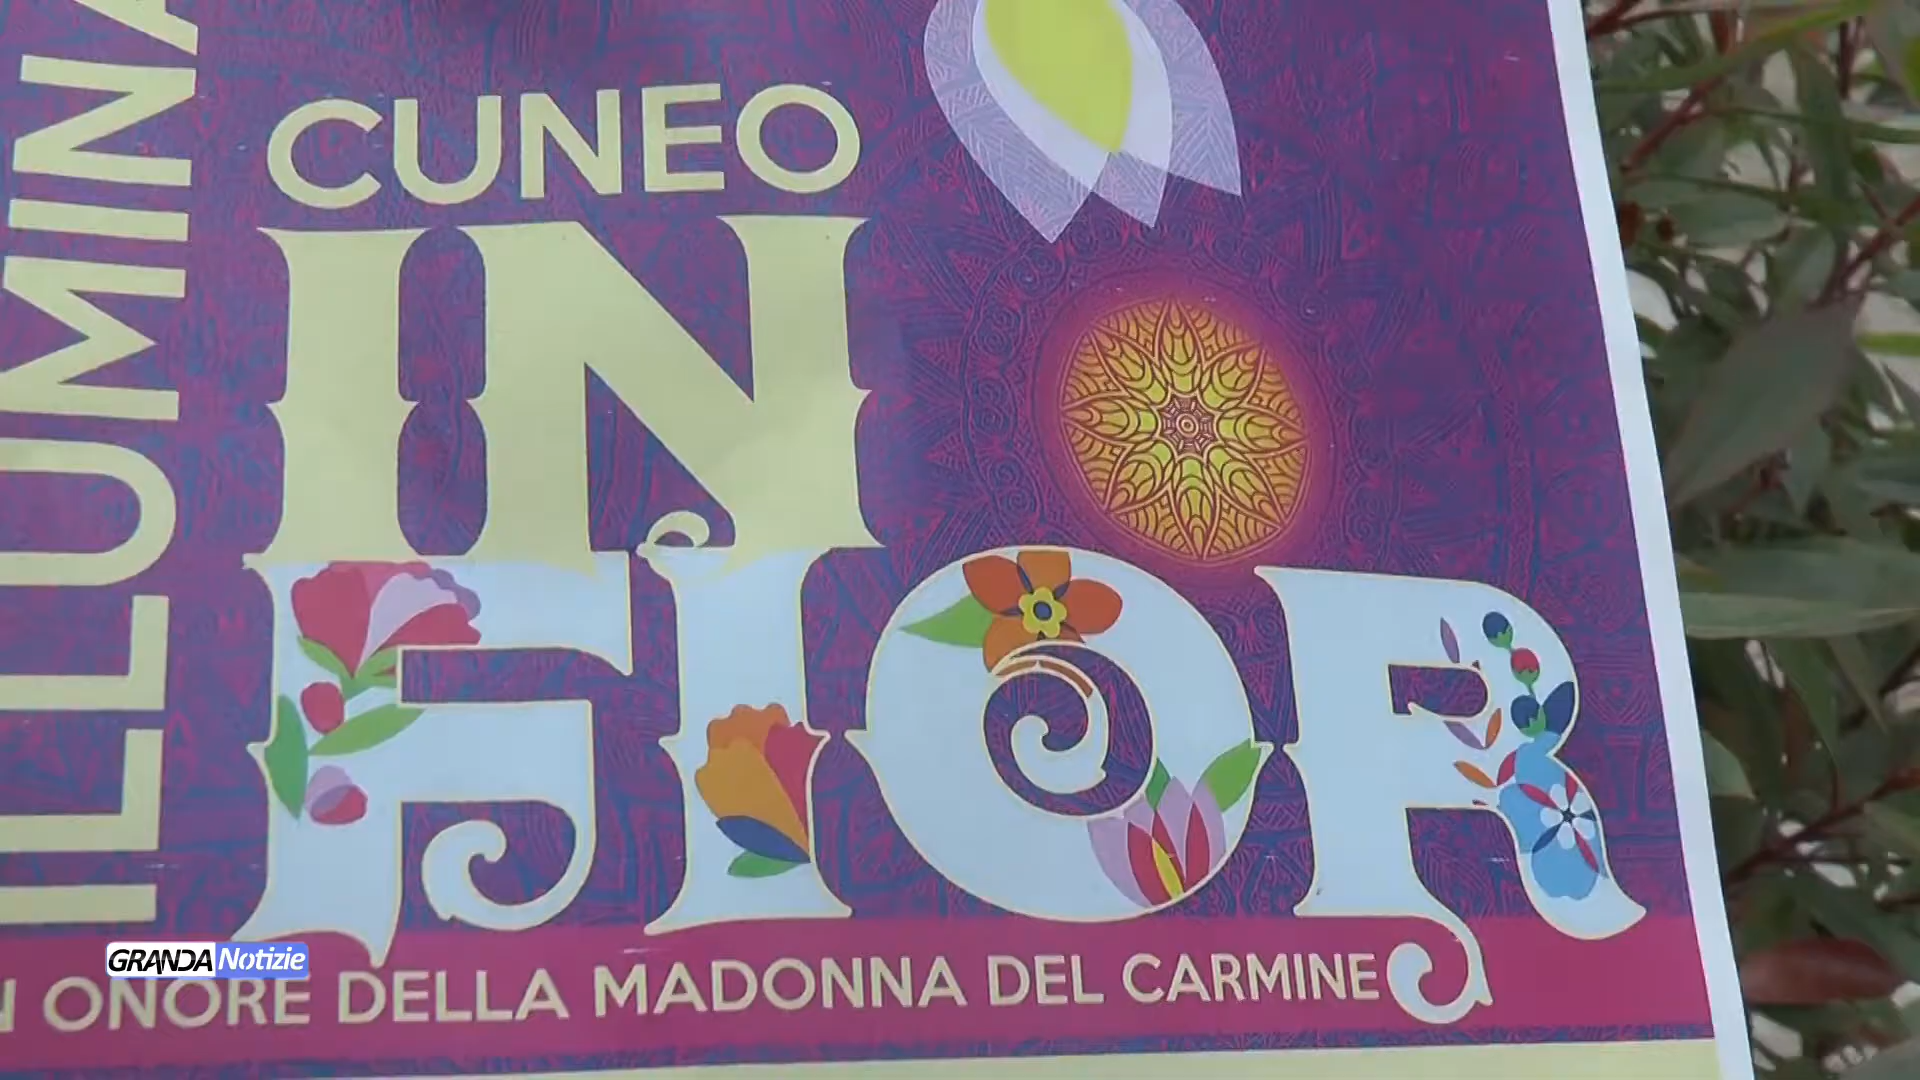 ILLUMINA
CUNEO
IN
FIOR
GRANDA Notizie
ONORE DELLA MADONNA DEL CARMINE